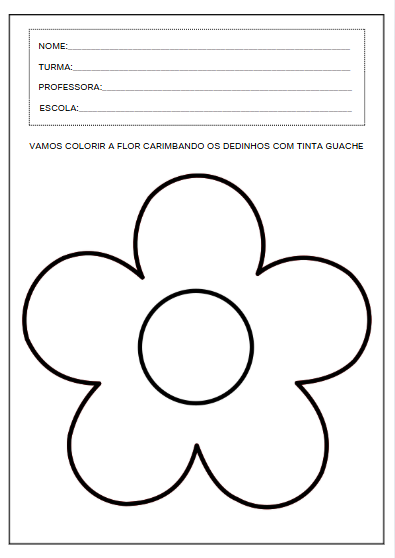 NOME:
TURMA:
PROFESSORA:
ESCOLA:
VAMOS COLORIR A FLOR CARIMBANDO OS DEDINHOS COM TINTA GUACHE